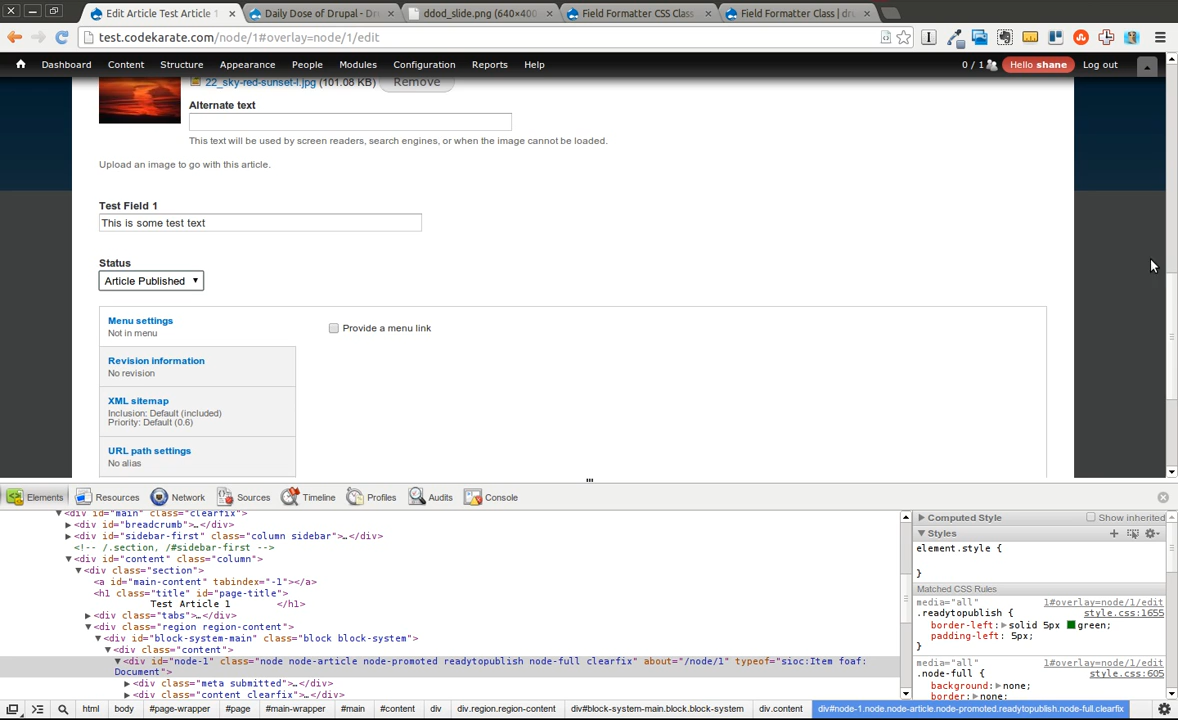 Edit Article Test Article 1
Daily Dose of Drupal - Dr
ddod_slide.png (640×400
Field Formatter CSS Class
Field Formatter Class | dru
test.codekarate.com/node/1#overlay=node/1/edit
Dashboard Content Structure Appearance People Modules Configuration Reports Help 0 / 1 Hello shane Log out
22_sky-red-sunset-l.jpg (101.08 KB) Remove
Alternate text
This text will be used by screen readers, search engines, or when the image cannot be loaded.
Upload an image to go with this article.
Test Field 1
This is some test text
Status
Article Published
Menu settings
Not in menu
Provide a menu link
Revision information
No revision
XML sitemap
Inclusion: Default (included)
Priority: Default (0.6)
URL path settings
No alias
Elements Resources Network Sources Timeline Profiles Audits Console
<div id="main" class="clearfix">
<div id="breadcrumb">…</div>
<div id="sidebar-first" class="column sidebar">…</div>
<!-- /.section, /#sidebar-first -->
<div id="content" class="column">
<div class="section">
<a id="main-content" tabindex="-1"></a>
<h1 class="title" id="page-title">
Test Article 1 </h1>
<div class="tabs">…</div>
<div class="region region-content">
<div id="block-system-main" class="block block-system">
<div class="content">
<div id="node-1" class="node node-article node-promoted readytopublish node-full clearfix" about="/node/1" typeof="sioc:Item foaf:
Document">
<div class="meta submitted">…</div>
<div class="content clearfix">…</div>
Computed Style Show inherited
Styles
element.style {
}
Matched CSS Rules
media="all" 1#overlay=node/1/edit
.readytopublish { style.css:1655
border-left: solid 5px green;
padding-left: 5px;
}
media="all" 1#overlay=node/1/edit
.node-full { style.css:605
background: none;
border: none;
html body #page-wrapper #page #main-wrapper #main #content div div.region.region-content div#block-system-main.block.block-system div.content div#node-1.node.node-article.node-promoted.readytopublish.node-full.clearfix